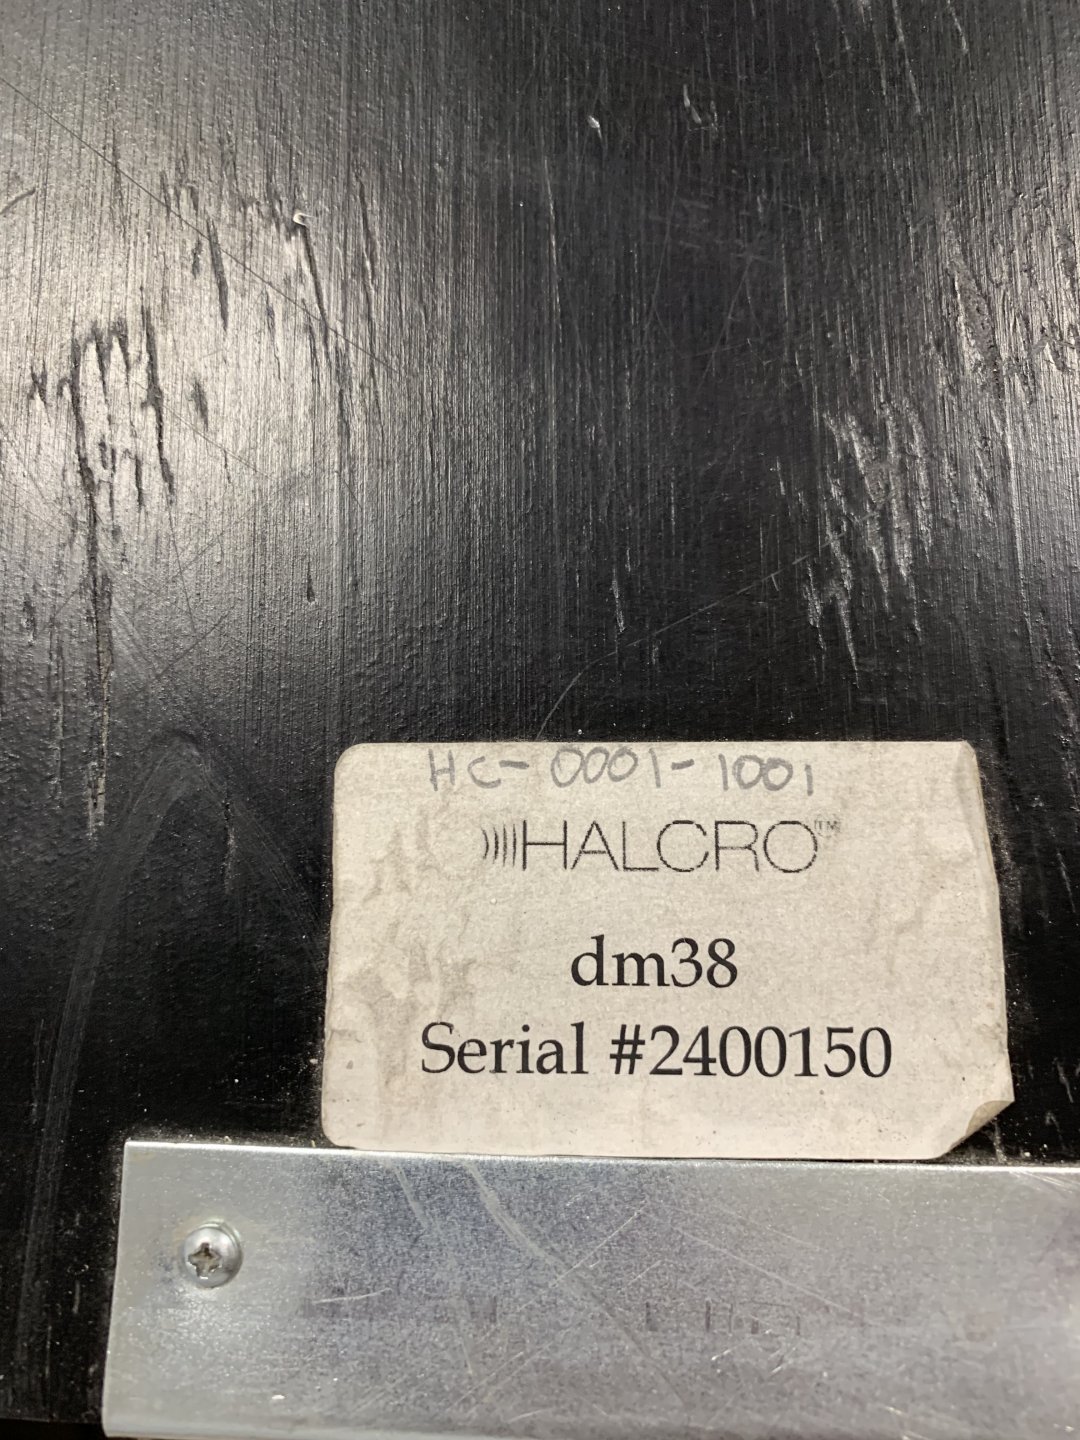 HC-0001-1001
HALCRO™
dm38
Serial #2400150